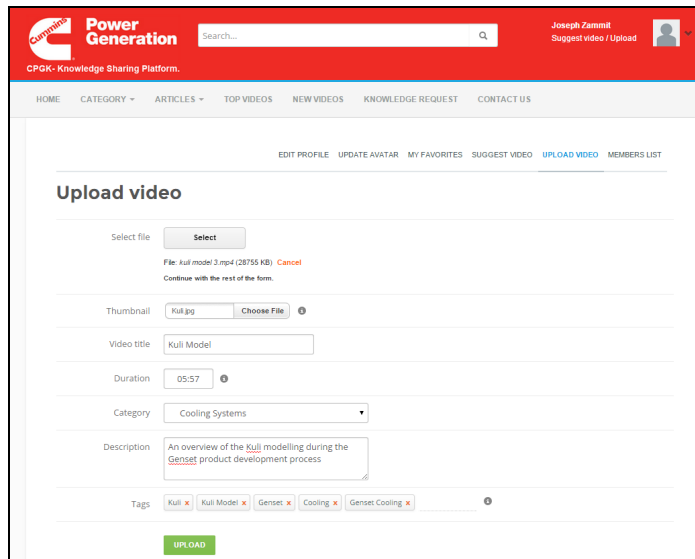 Cummins
Power
Generation
Search...
Joseph Zammit
Suggest video / Upload
CPGK- Knowledge Sharing Platform.
HOME CATEGORY ARTICLES TOP VIDEOS NEW VIDEOS KNOWLEDGE REQUEST CONTACT US
EDIT PROFILE UPDATE AVATAR MY FAVORITES SUGGEST VIDEO UPLOAD VIDEO MEMBERS LIST
Upload video
Select file Select
File: kuli model 3.mp4 (28755 KB) Cancel
Continue with the rest of the form.
Thumbnail Kuli.jpg Choose File
Video title Kuli Model
Duration 05:57
Category Cooling Systems
Description An overview of the Kuli modelling during the
Genset product development process
Tags Kuli x Kuli Model x Genset x Cooling x Genset Cooling x
UPLOAD